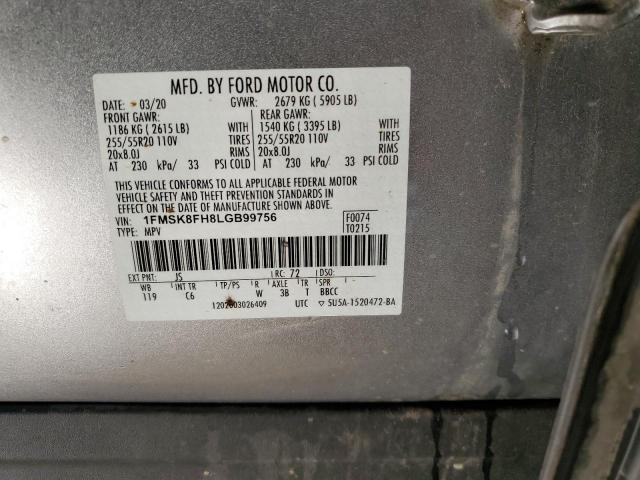 MFD. BY FORD MOTOR CO.
DATE: 03/20 GVWR: 2679 KG ( 5905 LB)
FRONT GAWR: REAR GAWR:
1186 KG ( 2615 LB) WITH 1540 KG ( 3395 LB) WITH
255/55R20 110V TIRES 255/55R20 110V TIRES
20x8.0J RIMS 20x8.0J RIMS
AT 230 kPa/ 33 PSI COLD AT 230 kPa/ 33 PSI COLD
THIS VEHICLE CONFORMS TO ALL APPLICABLE FEDERAL MOTOR
VEHICLE SAFETY AND THEFT PREVENTION STANDARDS IN
EFFECT ON THE DATE OF MANUFACTURE SHOWN ABOVE.
VIN: 1FMSK8FH8LGB99756 F0074
TYPE: MPV T0215
EXT PNT: JS RC: 72 DSO:
WB INT TR TP/PS R AXLE TR SPR
119 C6 W 3B T BBCC
1202003026409 UTC ▽ 5U5A-1520472-BA